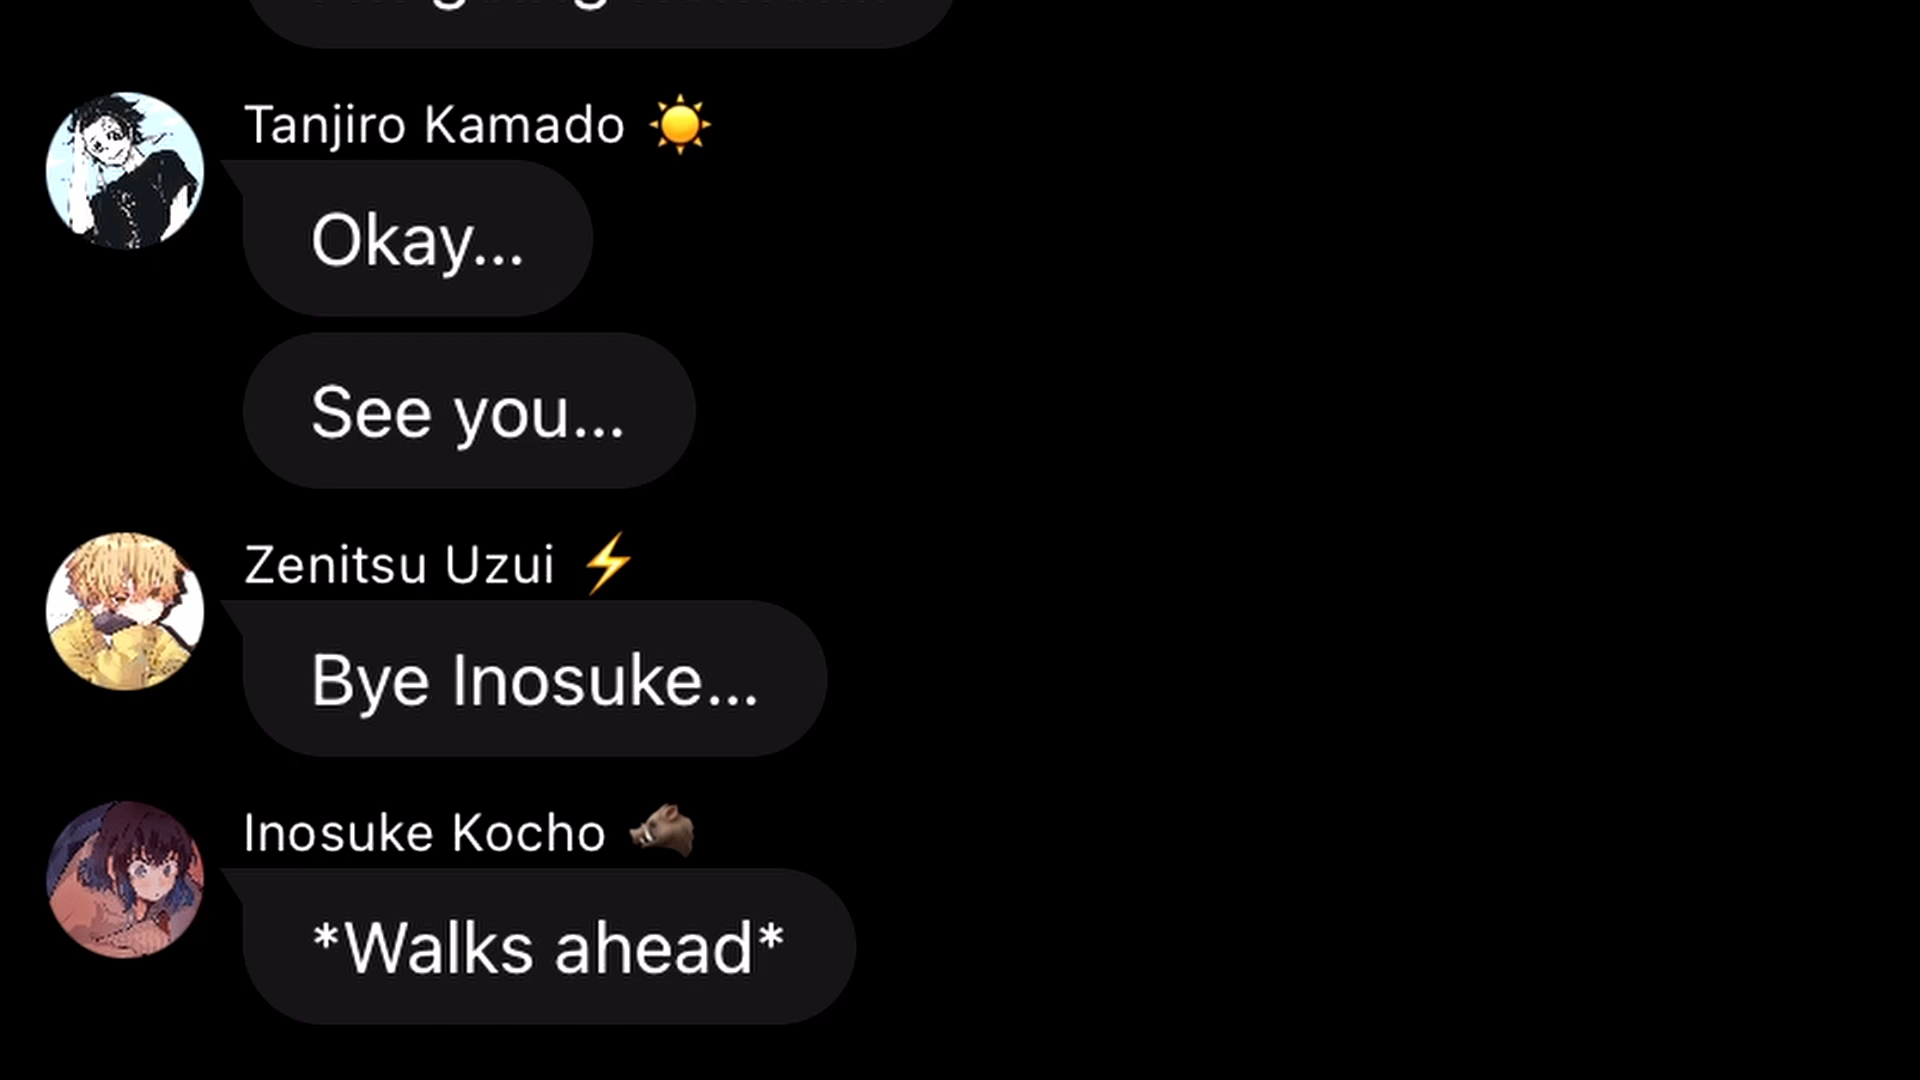 Tanjiro Kamado ☀️
Okay...
See you...
Zenitsu Uzui ⚡
Bye Inosuke...
Inosuke Kocho 🐗
*Walks ahead*